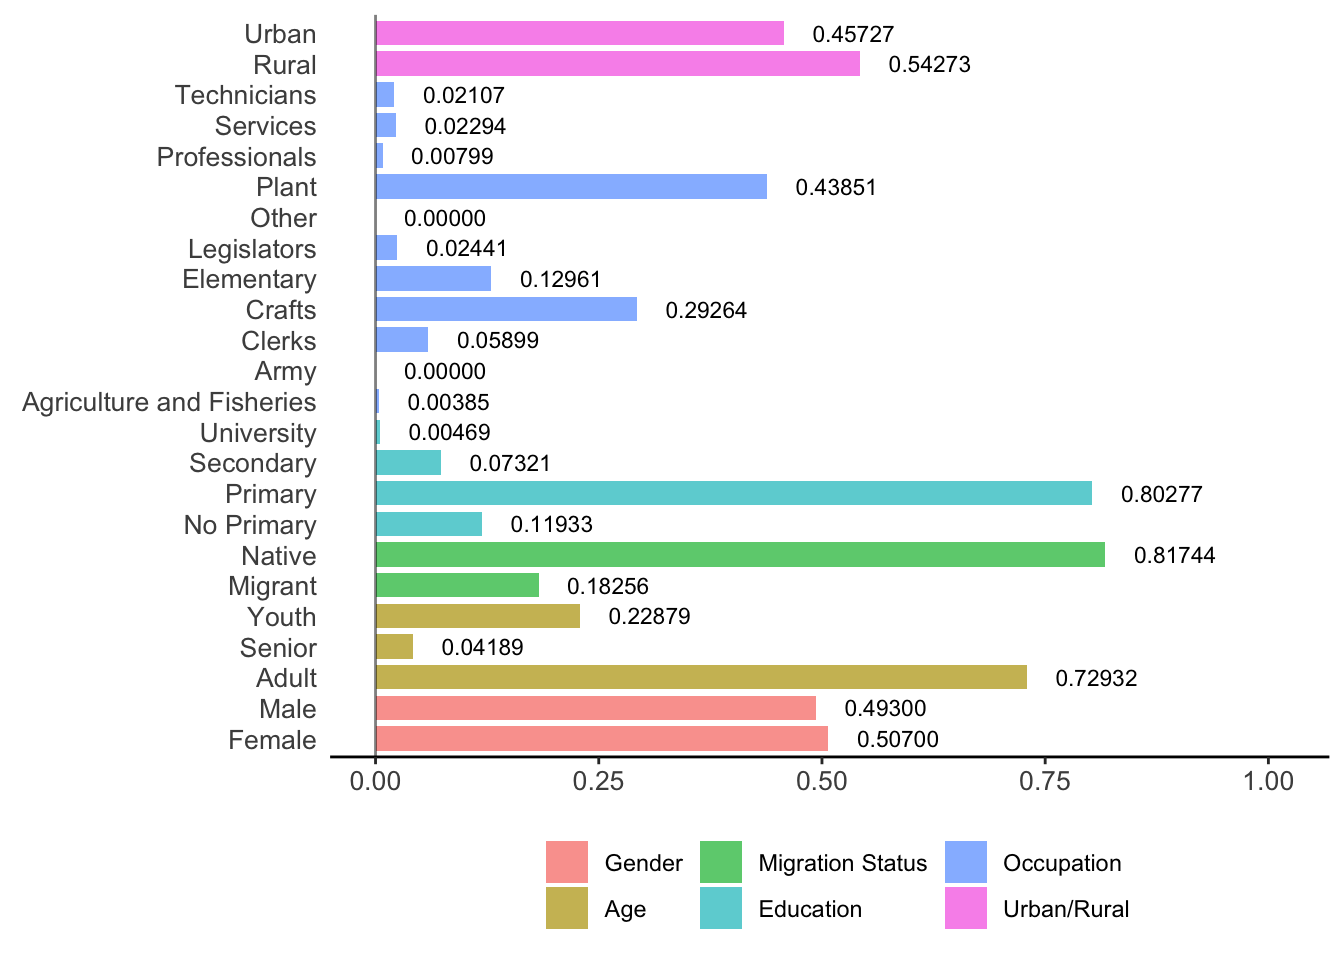 Urban 0.45727
Rural 0.54273
Technicians 0.02107
Services 0.02294
Professionals 0.00799
Plant 0.43851
Other 0.00000
Legislators 0.02441
Elementary 0.12961
Crafts 0.29264
Clerks 0.05899
Army 0.00000
Agriculture and Fisheries 0.00385
University 0.00469
Secondary 0.07321
Primary 0.80277
No Primary 0.11933
Native 0.81744
Migrant 0.18256
Youth 0.22879
Senior 0.04189
Adult 0.72932
Male 0.49300
Female 0.50700
0.00 0.25 0.50 0.75 1.00
Gender Migration Status Occupation
Age Education Urban/Rural